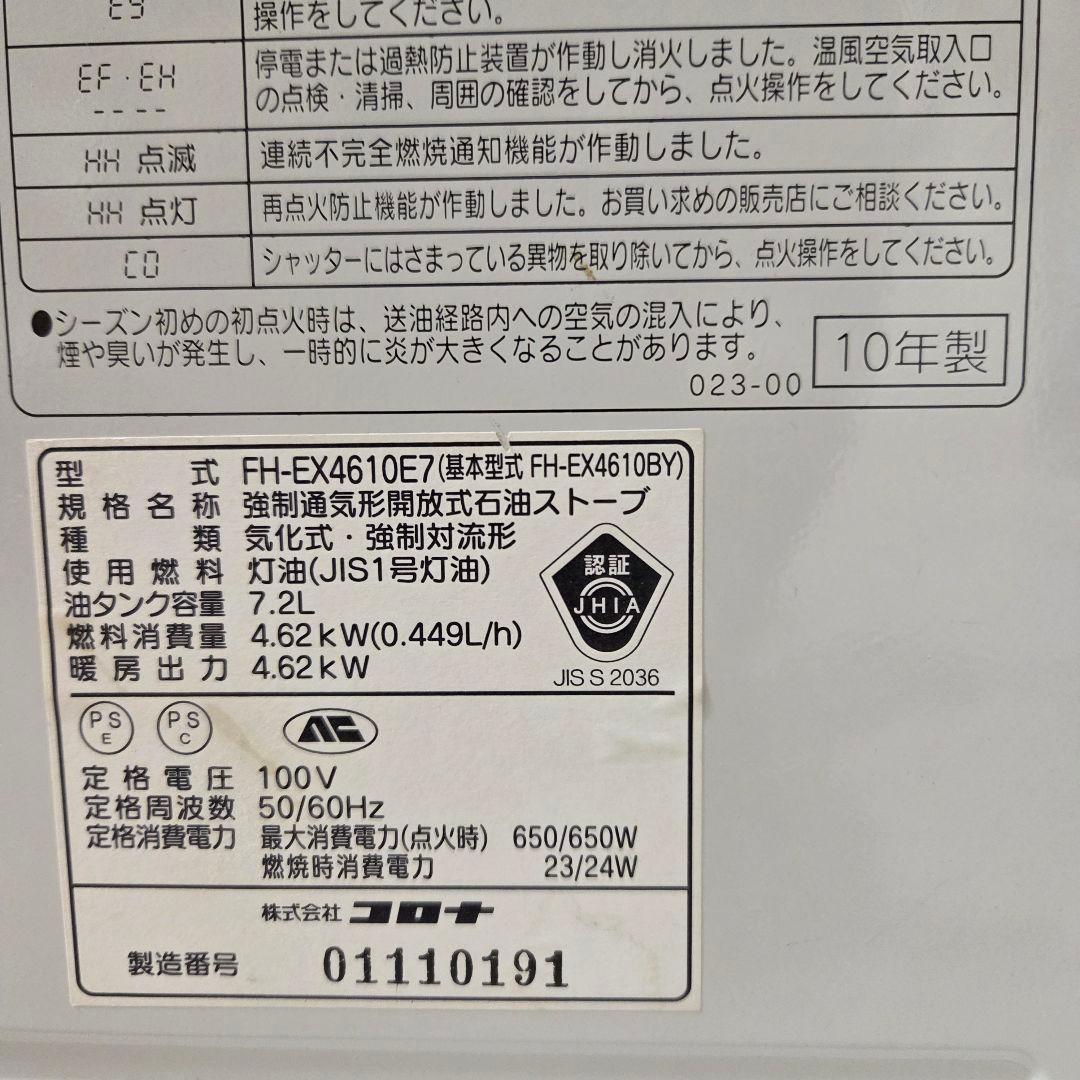 E9
操作をしてください。
EF・EH
----
停電または過熱防止装置が作動し消火しました。温風空気取入口
の点検・清掃、周囲の確認をしてから、点火操作をしてください。
HH 点滅
連続不完全燃焼通知機能が作動しました。
HH 点灯
再点火防止機能が作動しました。お買い求めの販売店にご相談ください。
C0
シャッターにはさまっている異物を取り除いてから、点火操作をしてください。
●シーズン初めの初点火時は、送油経路内への空気の混入により、
煙や臭いが発生し、一時的に炎が大きくなることがあります。
023-00
10年製
型式 FH-EX4610E7(基本型式 FH-EX4610BY)
規格名称 強制通気形開放式石油ストーブ
種類 気化式・強制対流形
使用燃料 灯油(JIS1号灯油)
油タンク容量 7.2L
燃料消費量 4.62kW(0.449L/h)
暖房出力 4.62kW
認証
JHIA
JIS S 2036
PS E
PS C
定格電圧 100V
定格周波数 50/60Hz
定格消費電力 最大消費電力(点火時) 650/650W
燃焼時消費電力 23/24W
株式会社 コロナ
製造番号 01110191